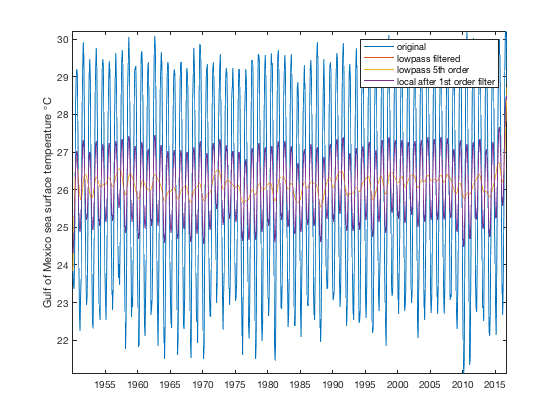 30
29
28
27
26
25
24
23
22
Gulf of Mexico sea surface temperature °C
original
lowpass filtered
lowpass 5th order
local after 1st order filter
1955 1960 1965 1970 1975 1980 1985 1990 1995 2000 2005 2010 2015